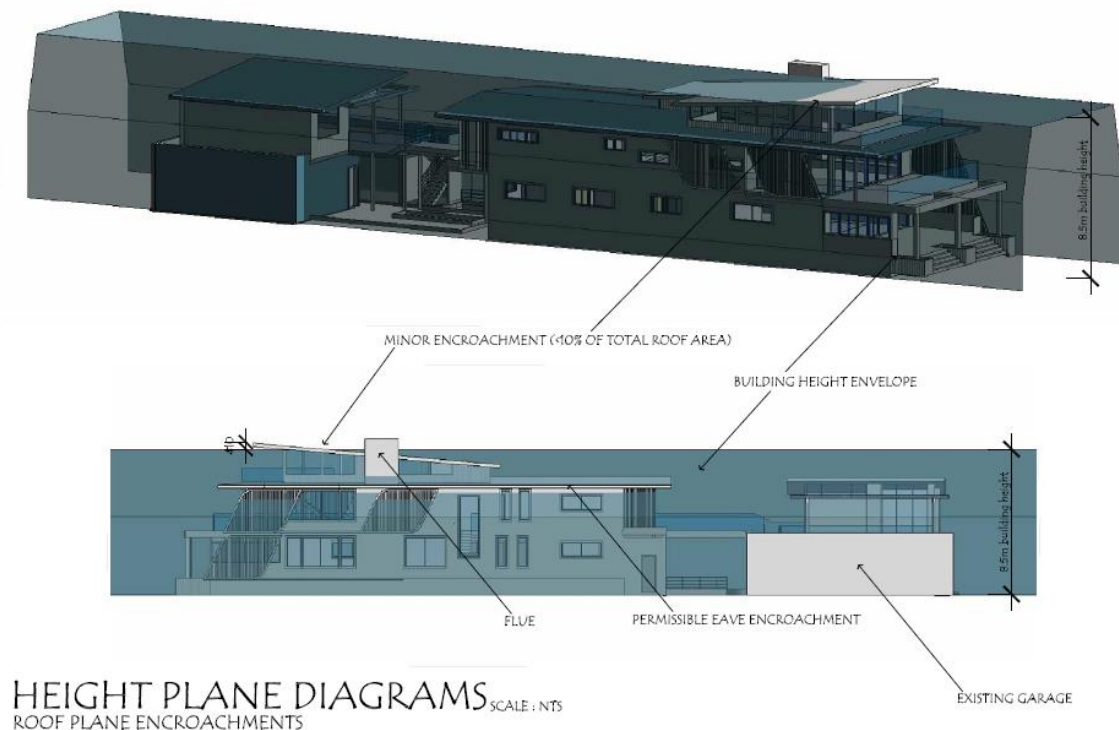 8.5m building height
MINOR ENCROACHMENT (<10% OF TOTAL ROOF AREA)
BUILDING HEIGHT ENVELOPE
8.5m building height
FLUE
PERMISSIBLE EAVE ENCROACHMENT
EXISTING GARAGE
HEIGHT PLANE DIAGRAMS SCALE : NTS
ROOF PLANE ENCROACHMENTS